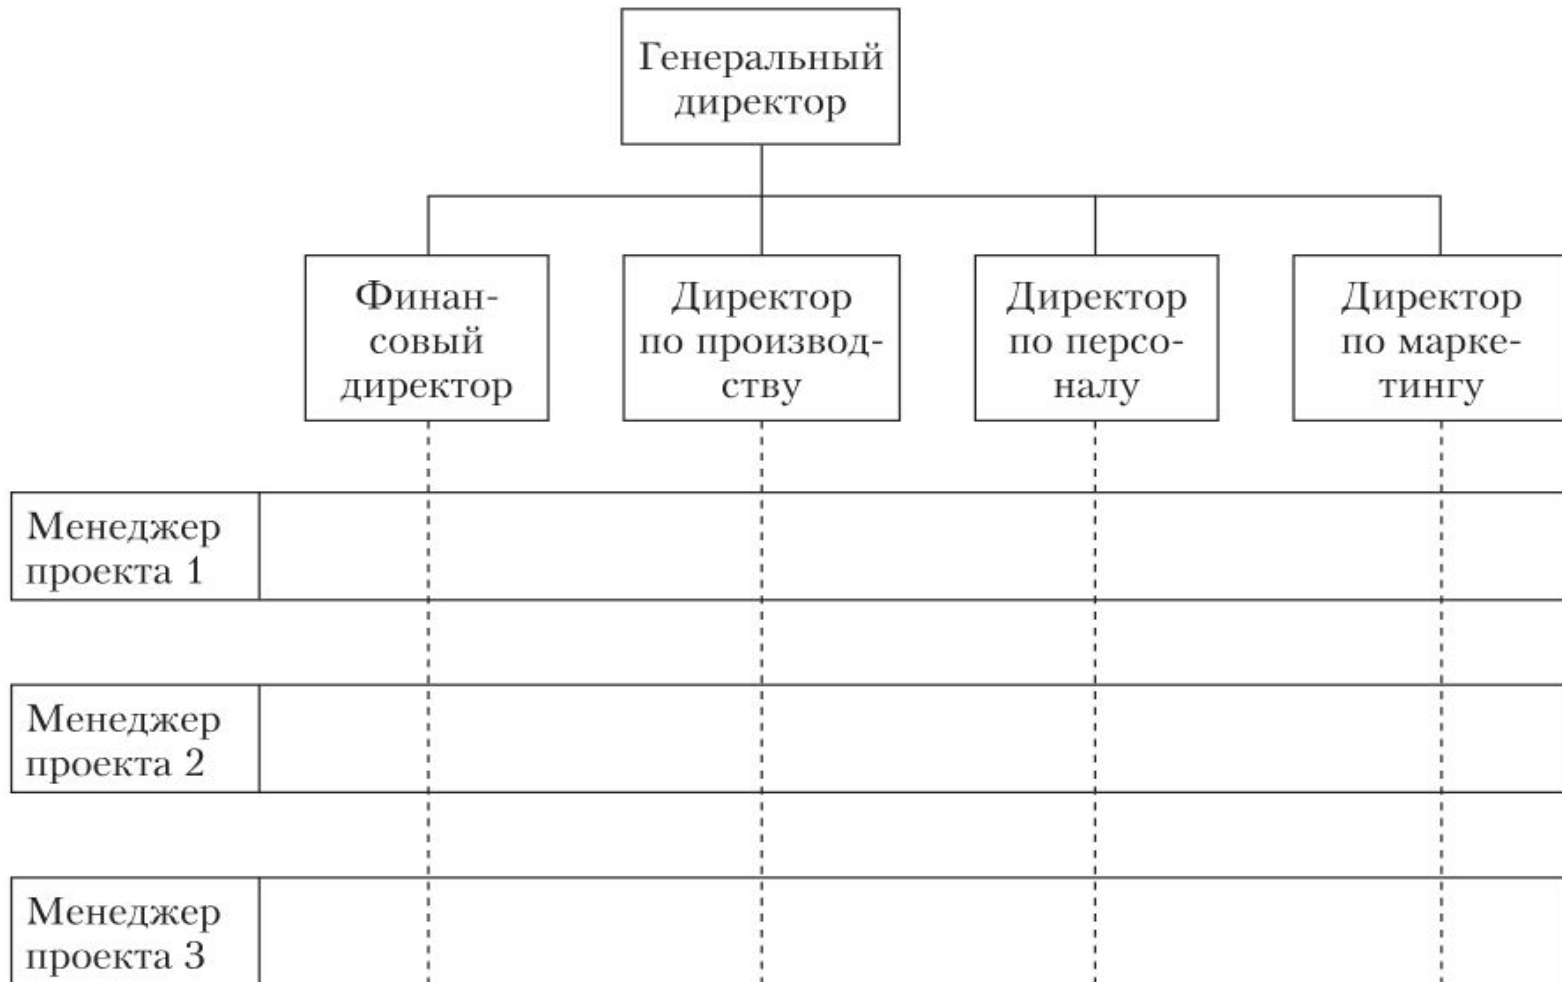 Генеральный
директор
Финан-
совый
директор
Директор
по производ-
ству
Директор
по персо-
налу
Директор
по марке-
тингу
Менеджер
проекта 1
Менеджер
проекта 2
Менеджер
проекта 3